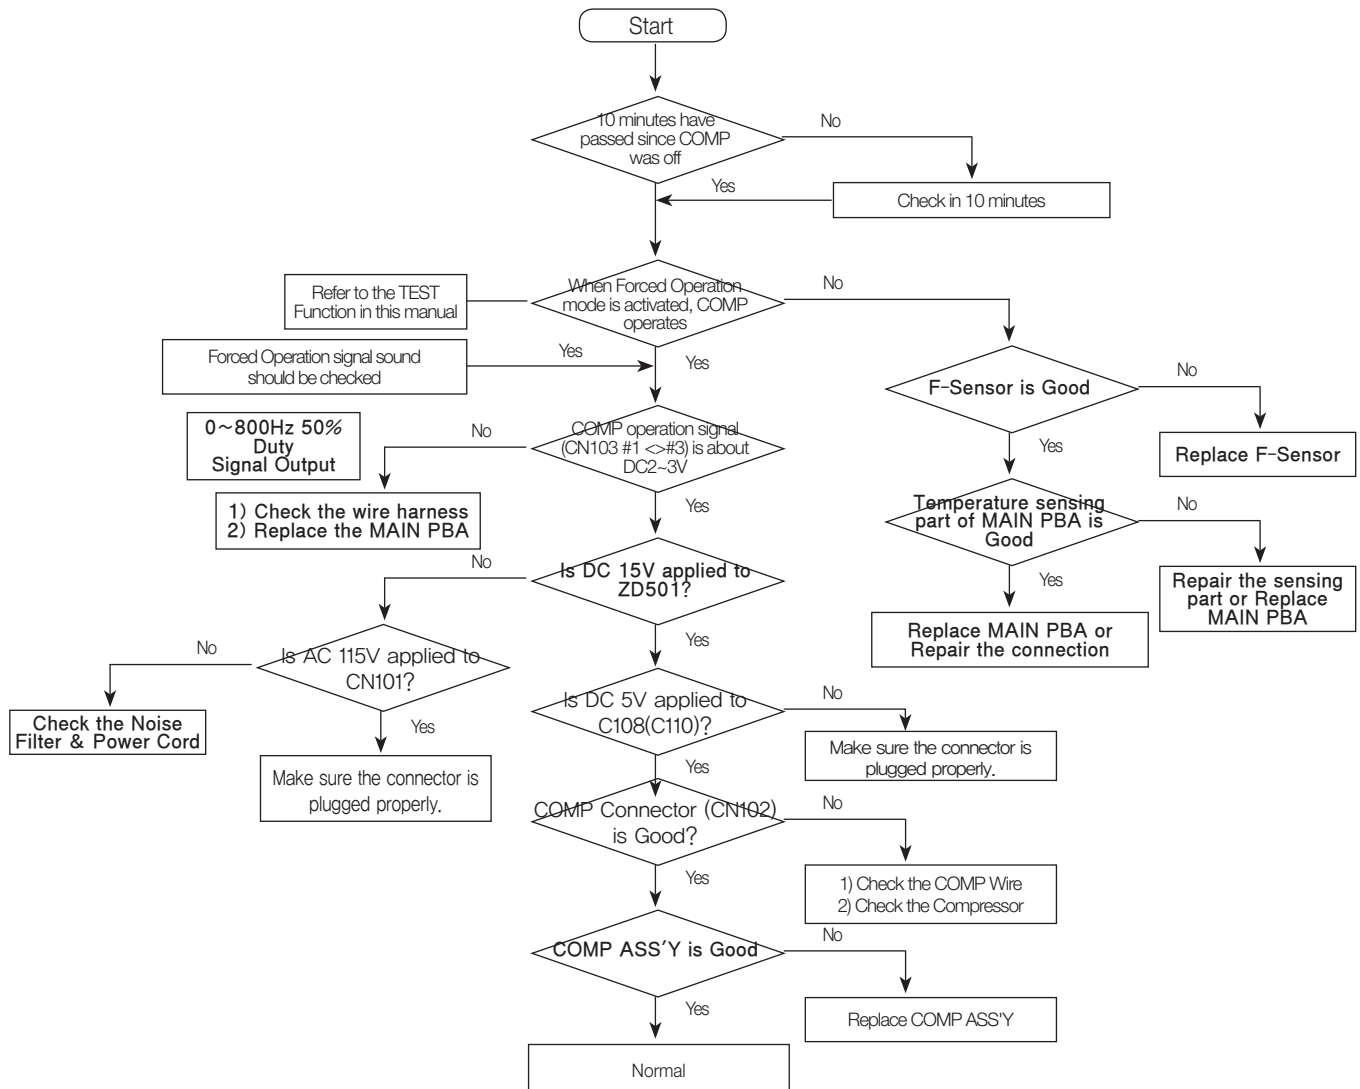 Start
10 minutes have
passed since COMP
was off
No
Yes
Check in 10 minutes
Refer to the TEST
Function in this manual
When Forced Operation
mode is activated, COMP
operates
No
Forced Operation signal sound
should be checked
Yes
Yes
F-Sensor is Good
No
Replace F-Sensor
Yes
0~800Hz 50%
Duty
Signal Output
No
COMP operation signal
(CN103 #1 <>#3) is about
DC2~3V
1) Check the wire harness
2) Replace the MAIN PBA
Yes
Temperature sensing
part of MAIN PBA is
Good
No
Yes
Repair the sensing
part or Replace
MAIN PBA
Replace MAIN PBA or
Repair the connection
No
Is DC 15V applied to
ZD501?
Yes
No
Is AC 115V applied to
CN101?
Check the Noise
Filter & Power Cord
Yes
Make sure the connector is
plugged properly.
Is DC 5V applied to
C108(C110)?
No
Make sure the connector is
plugged properly.
Yes
COMP Connector (CN102)
is Good?
No
1) Check the COMP Wire
2) Check the Compressor
Yes
COMP ASS'Y is Good
No
Replace COMP ASS'Y
Yes
Normal